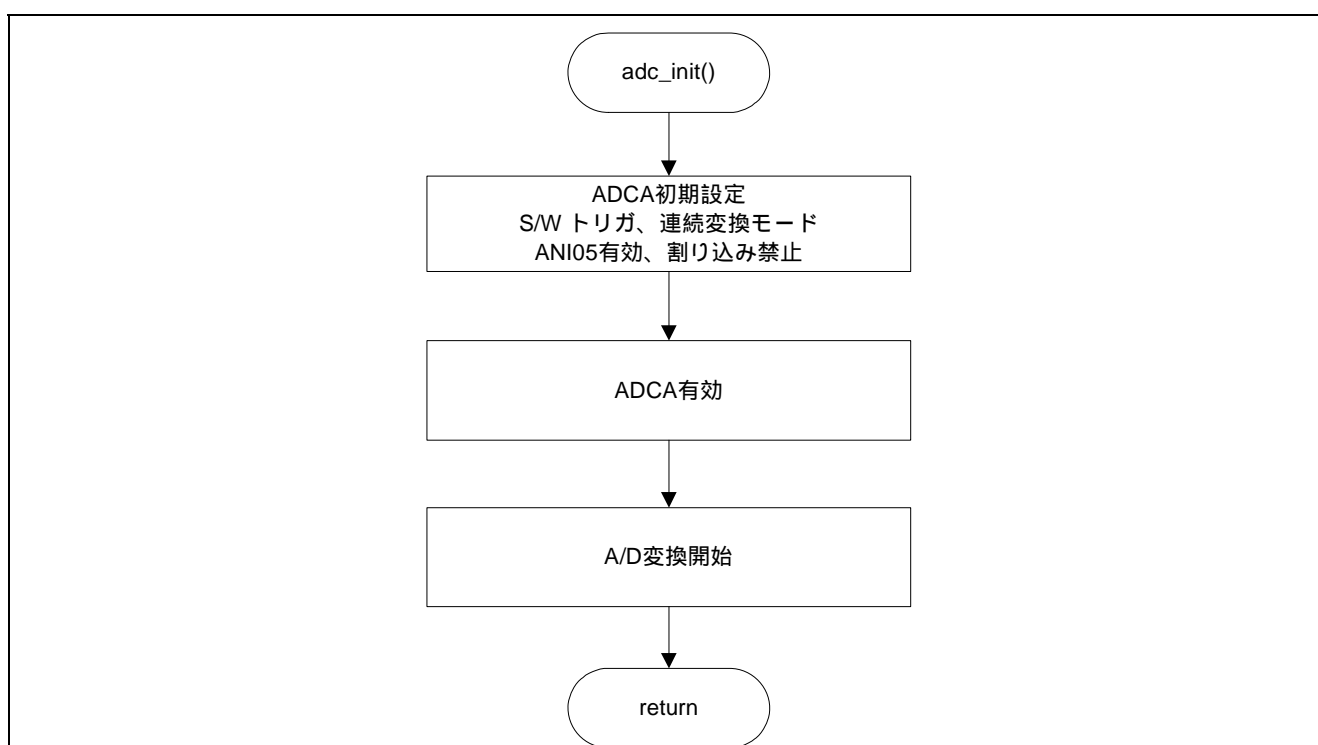 adc_init()
ADCA初期設定
S/W トリガ、連続変換モード
ANI05有効、割り込み禁止
ADCA有効
A/D変換開始
return